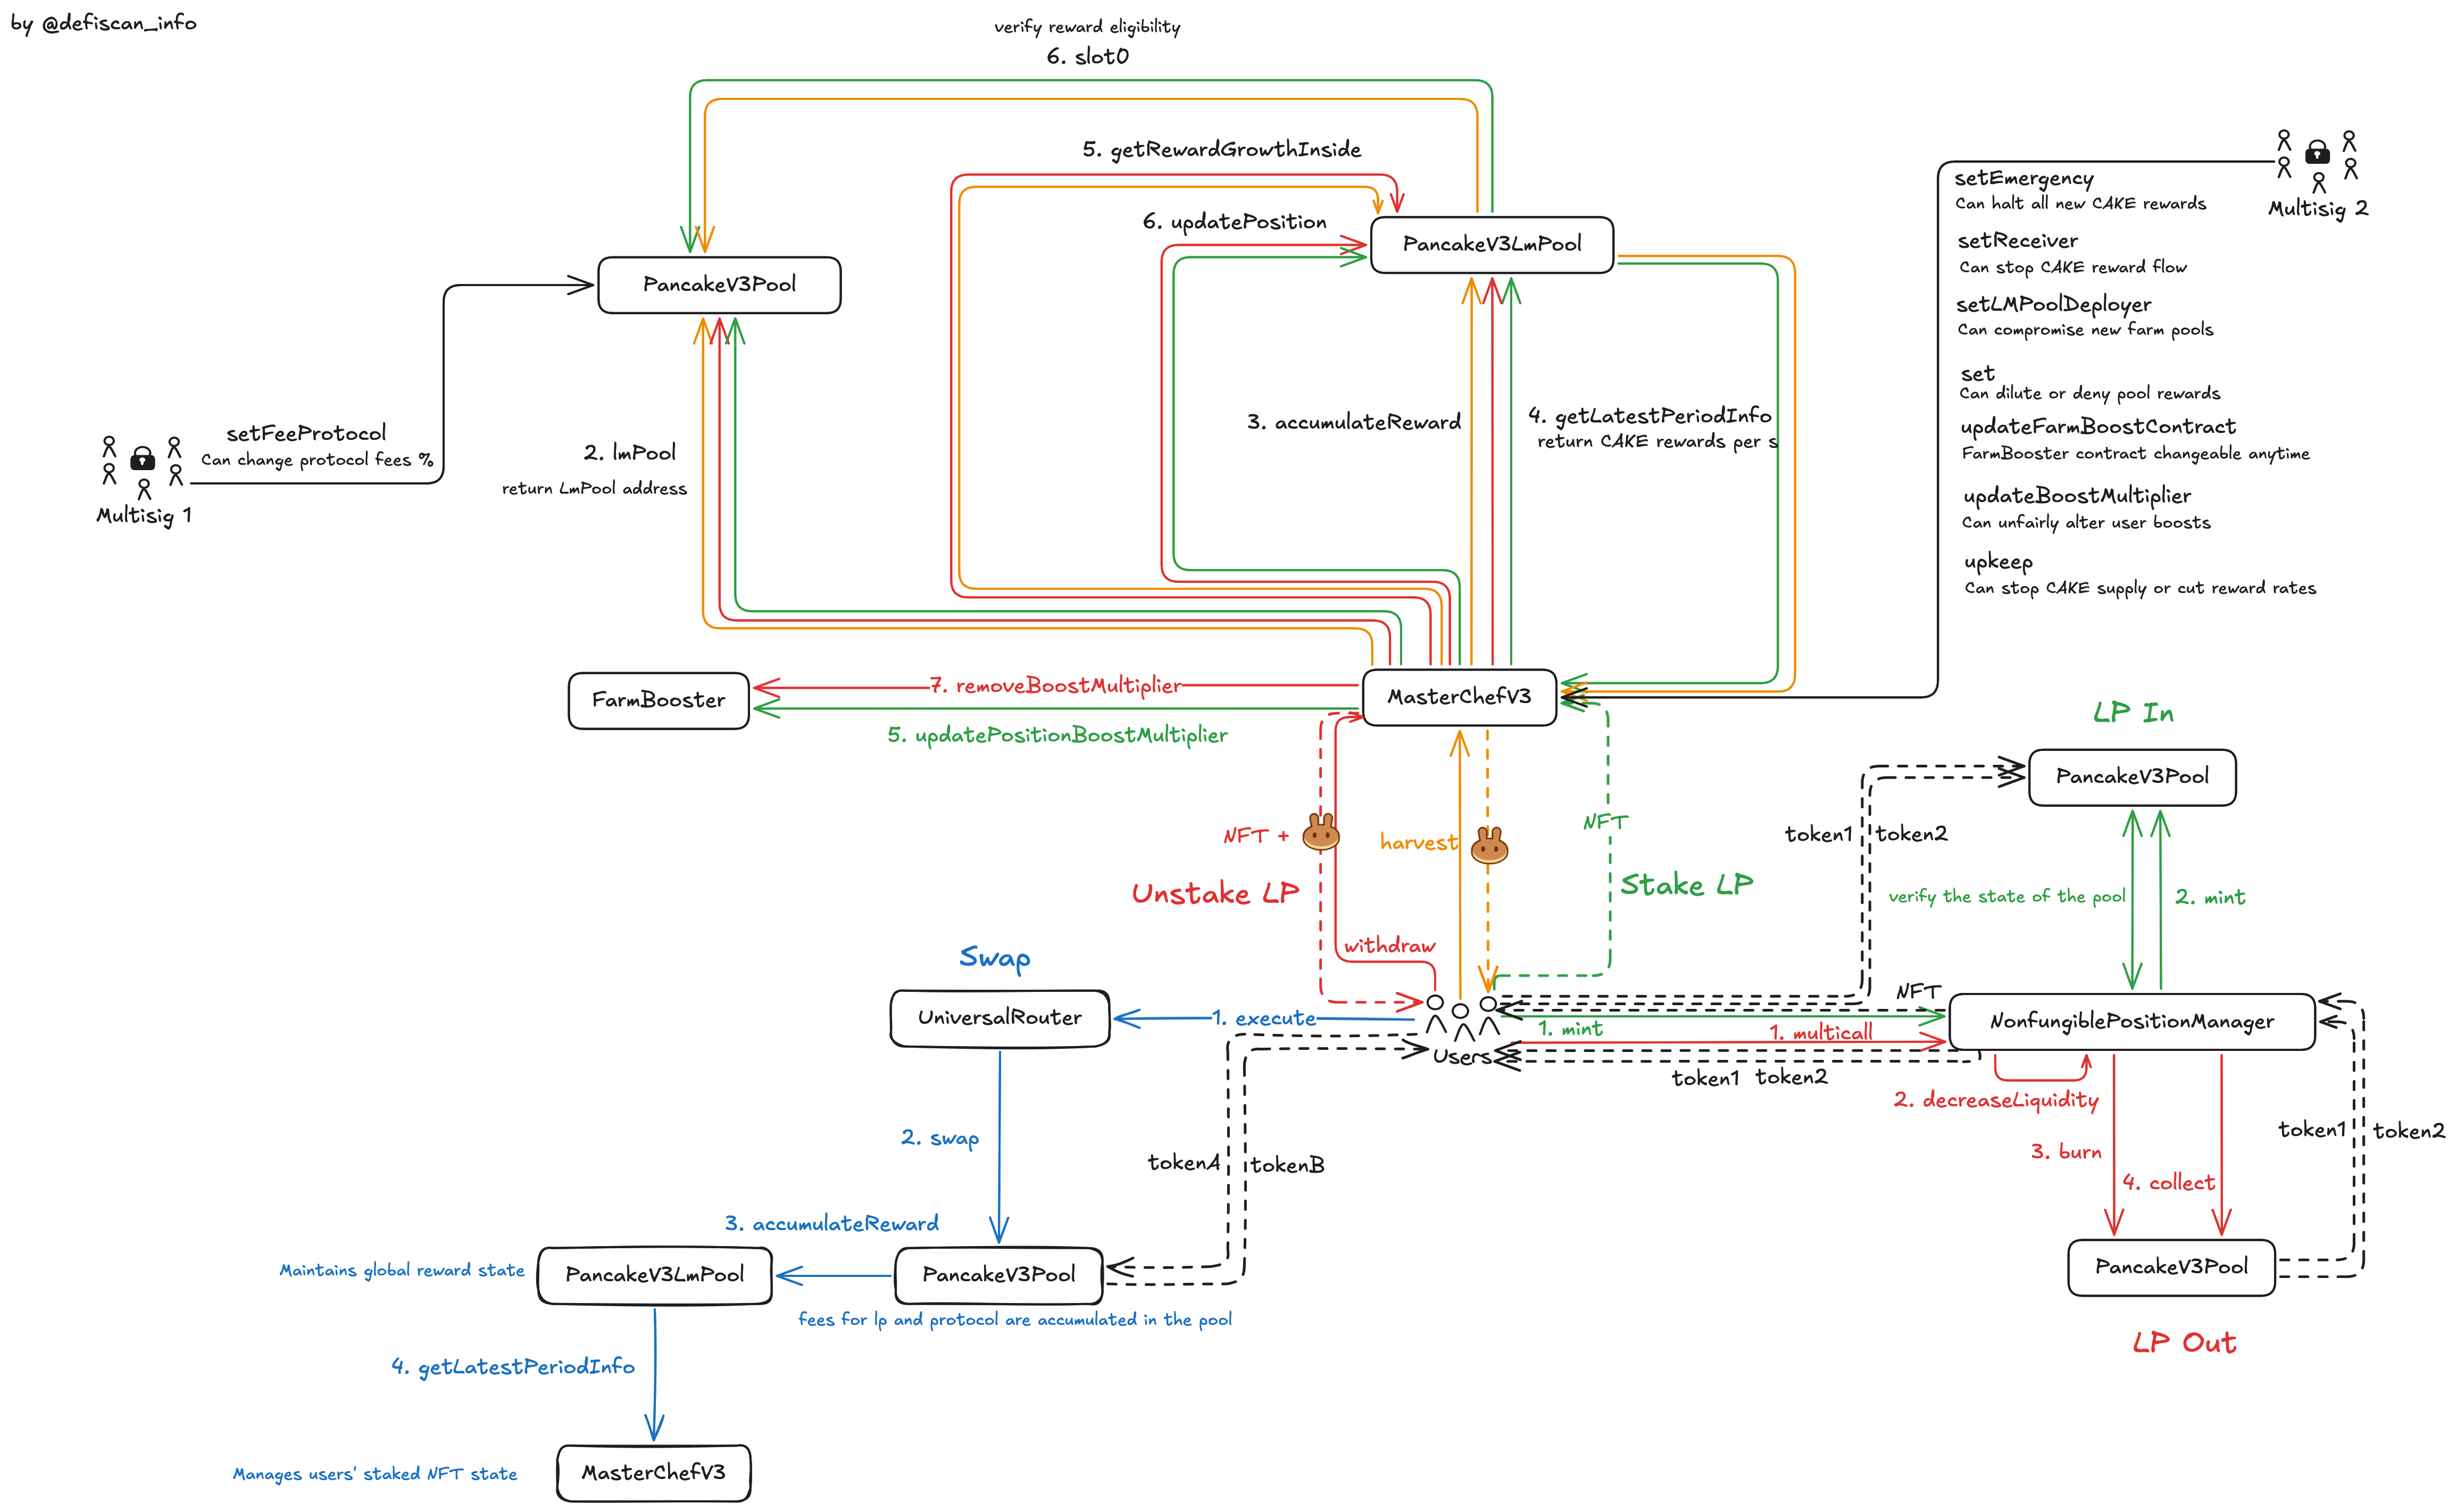 by @defiscan_info
verify reward eligibility
6. slot0
5. getRewardGrowthInside
6. updatePosition
PancakeV3LmPool
PancakeV3Pool
Multisig 2
setEmergency
Can halt all new CAKE rewards
setReceiver
Can stop CAKE reward flow
setLMPoolDeployer
Can compromise new farm pools
set
Can dilute or deny pool rewards
updateFarmBoostContract
FarmBooster contract changeable anytime
updateBoostMultiplier
Can unfairly alter user boosts
upkeep
Can stop CAKE supply or cut reward rates
setFeeProtocol
Can change protocol fees %
Multisig 1
2. lmPool
return LmPool address
3. accumulateReward
4. getLatestPeriodInfo
return CAKE rewards per s
FarmBooster
7. removeBoostMultiplier
5. updatePositionBoostMultiplier
MasterChefV3
LP In
PancakeV3Pool
NFT +
harvest
NFT
token1
token2
Unstake LP
Stake LP
verify the state of the pool
2. mint
withdraw
Swap
UniversalRouter
1. execute
Users
NFT
1. mint
1. multicall
NonfungiblePositionManager
token1
token2
2. decreaseLiquidity
3. burn
4. collect
token1
token2
2. swap
tokenA
tokenB
3. accumulateReward
Maintains global reward state
PancakeV3LmPool
PancakeV3Pool
fees for lp and protocol are accumulated in the pool
PancakeV3Pool
LP Out
4. getLatestPeriodInfo
Manages users' staked NFT state
MasterChefV3